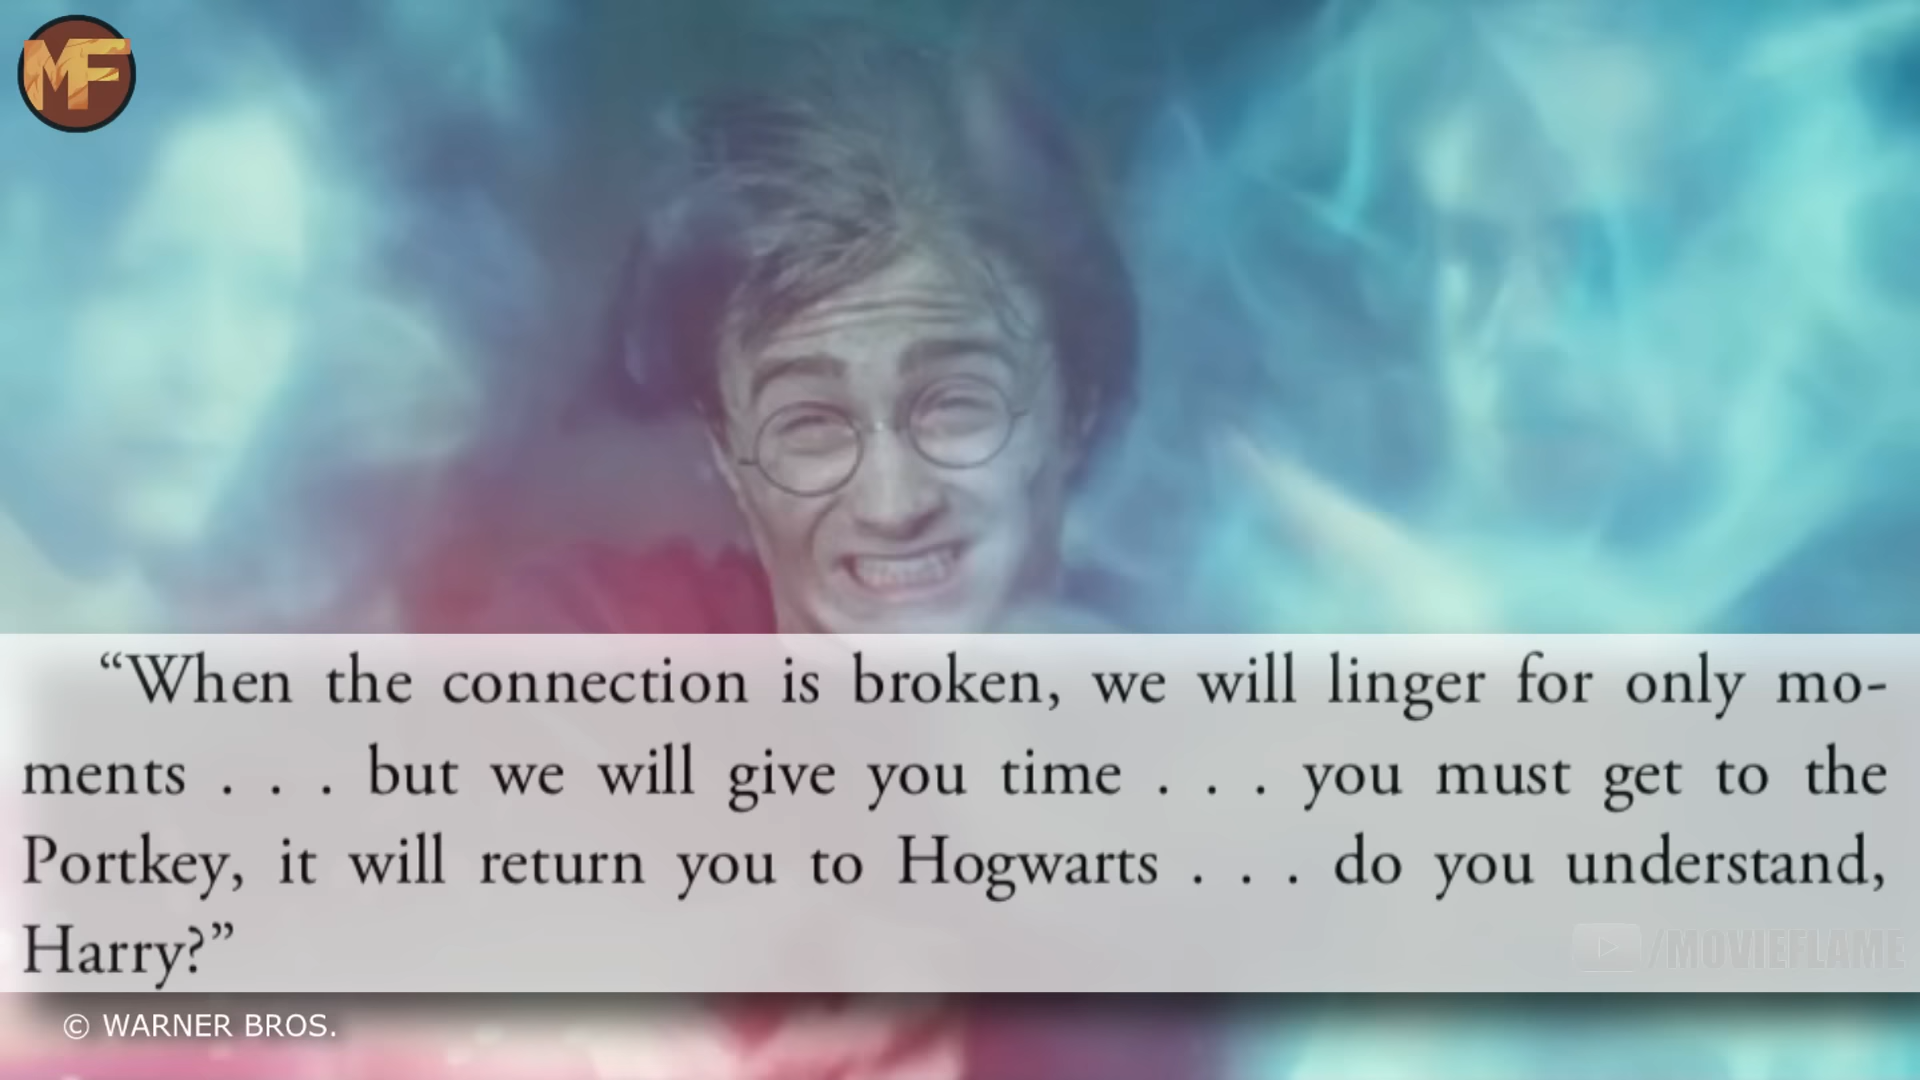 MF
“When the connection is broken, we will linger for only mo-
ments . . . but we will give you time . . . you must get to the
Portkey, it will return you to Hogwarts . . . do you understand,
Harry?”
/MOVIEFLAME
© WARNER BROS.